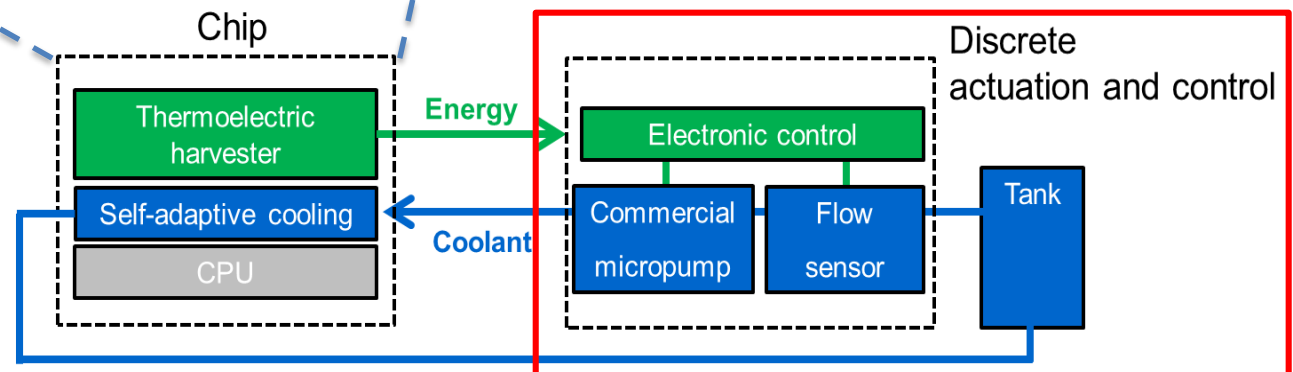 Chip
Discrete
actuation and control
Thermoelectric
harvester
Energy
Electronic control
Self-adaptive cooling
Coolant
Commercial
micropump
Flow
sensor
Tank
CPU